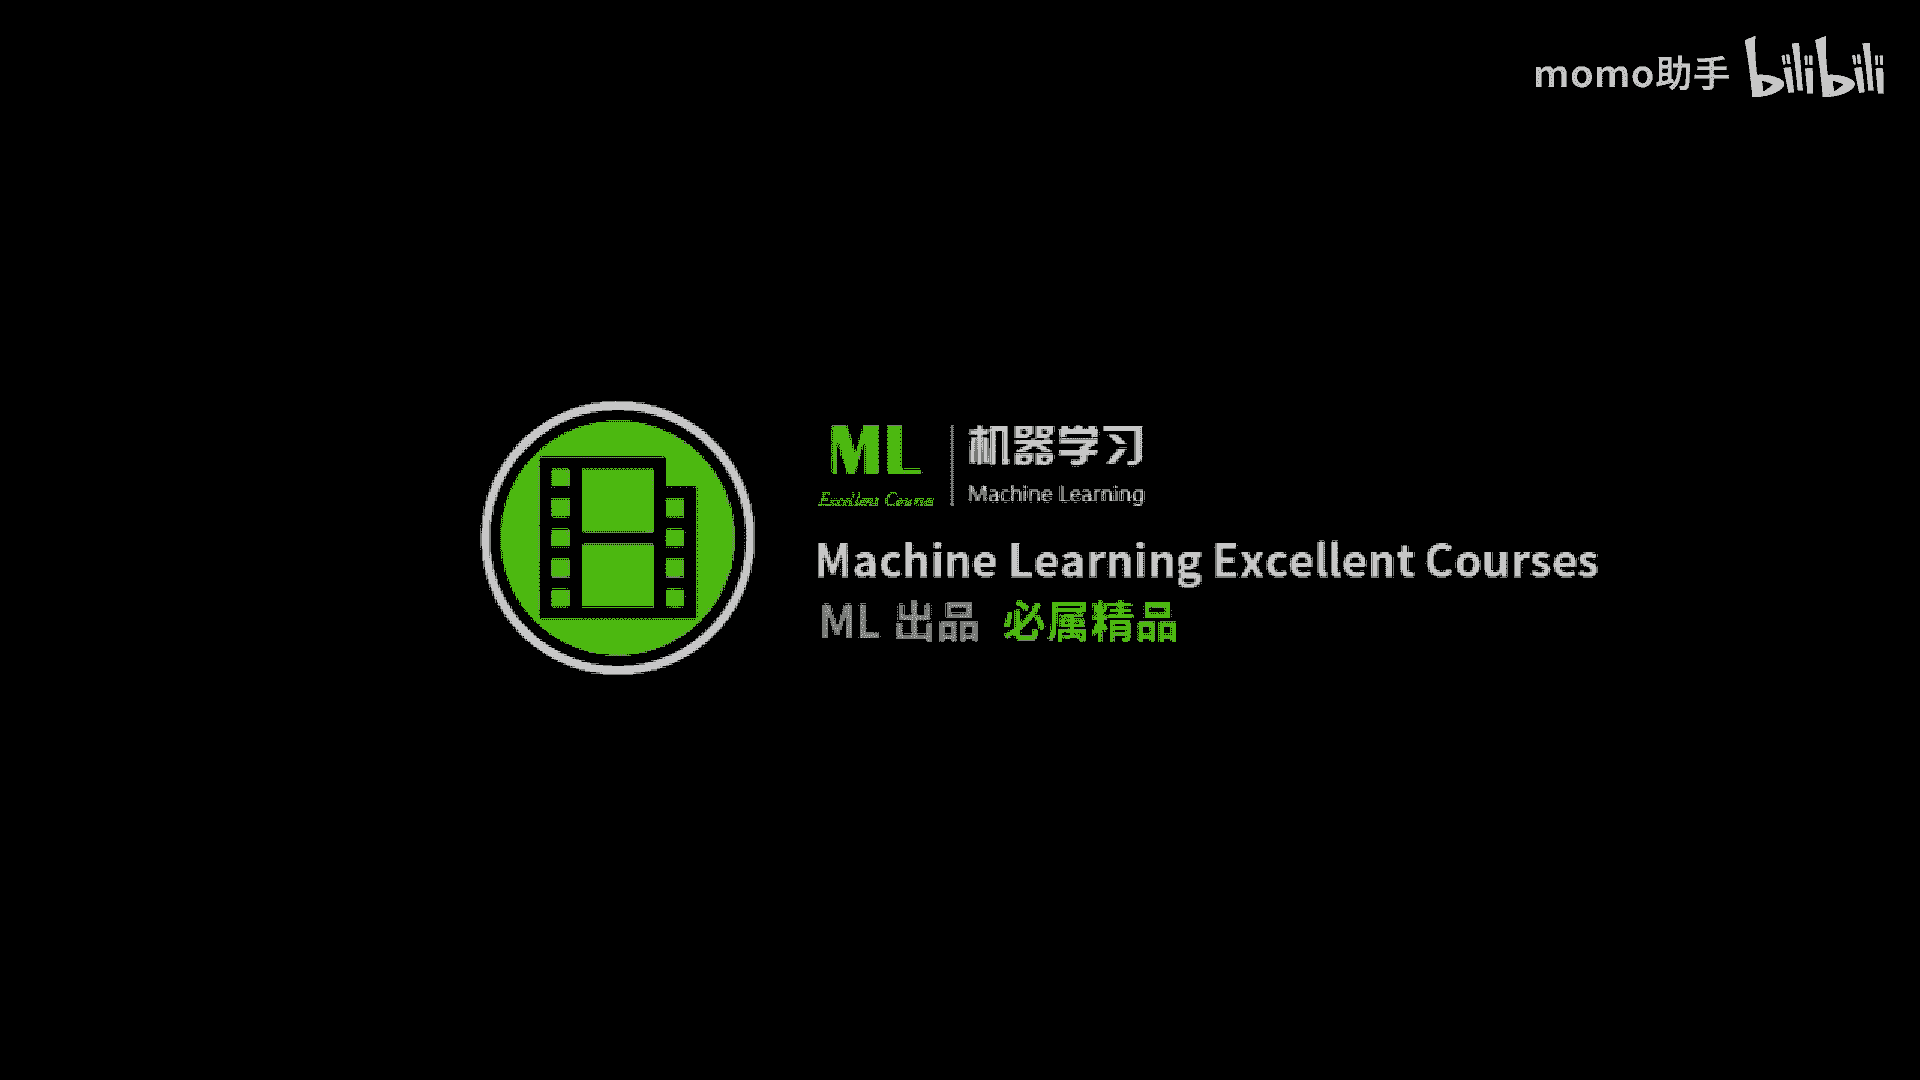 momo助手 bilibili
ML 机器学习
Excellent Course Machine Learning
Machine Learning Excellent Courses
ML 出品 必属精品